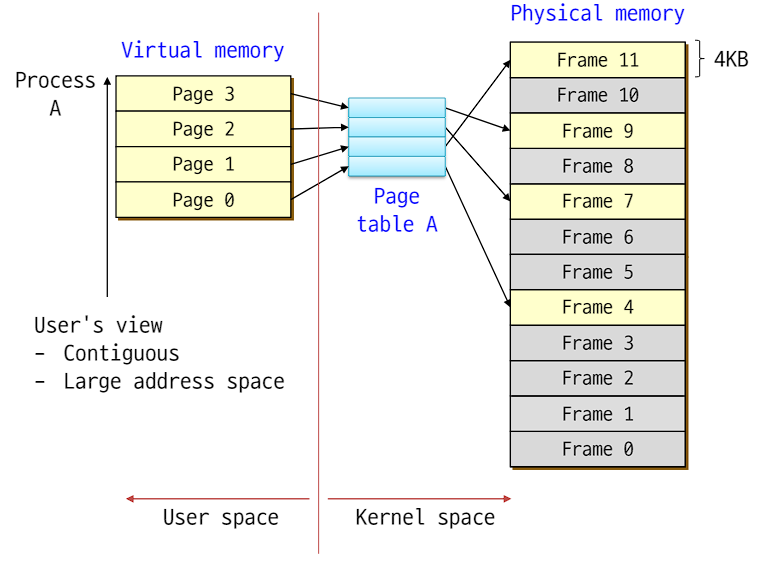 Physical memory
Virtual memory
Process
A
Page 3
Page 2
Page 1
Page 0
Page
table A
Frame 11
Frame 10
Frame 9
Frame 8
Frame 7
Frame 6
Frame 5
Frame 4
Frame 3
Frame 2
Frame 1
Frame 0
4KB
User's view
- Contiguous
- Large address space
User space
Kernel space